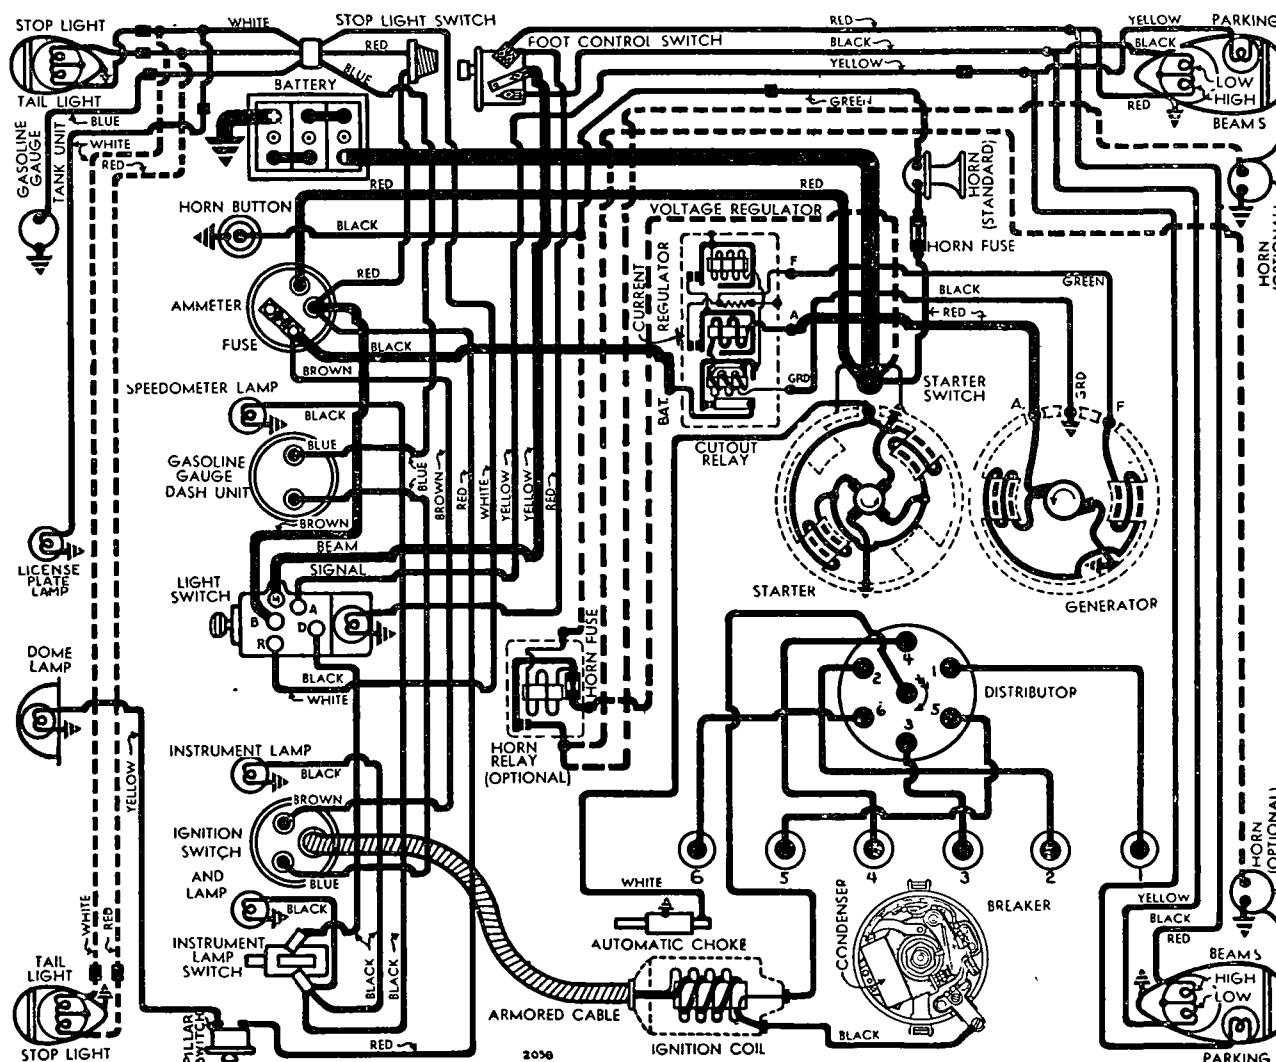 STOP LIGHT
WHITE
STOP LIGHT SWITCH
RED
YELLOW
PARKING
RED
FOOT CONTROL SWITCH
BLACK
BLACK
BLUE
YELLOW
LOW
HIGH
BATTERY
TAIL LIGHT
GREEN
RED
BEAMS
BLUE
GASOLINE
GAUGE
TANK UNIT
WHITE
RED
HORN
(STANDARD)
RED
RED
HORN BUTTON
VOLTAGE REGULATOR
BLACK
HORN FUSE
HORN
F
CURRENT
REGULATOR
RED
GREEN
AMMETER
BLACK
A
RED
FUSE
BLACK
BROWN
GRD
STARTER
SWITCH
SPEEDOMETER LAMP
BLACK
BAT.
A
GRD
F
BLUE
CUTOUT
RELAY
GASOLINE
GAUGE
DASH UNIT
BLUE
BROWN
RED
WHITE
YELLOW
YELLOW
RED
BROWN
BEAM
LICENSE
PLATE
LAMP
SIGNAL
LIGHT
SWITCH
A
B
D
R
STARTER
GENERATOR
HORN FUSE
DOME
LAMP
BLACK
WHITE
4
2
1
DISTRIBUTOR
6
5
3
HORN
RELAY
(OPTIONAL)
INSTRUMENT LAMP
BLACK
YELLOW
BROWN
IGNITION
SWITCH
HORN
(OPTIONAL)
AND
LAMP
BLUE
6
5
4
3
2
1
WHITE
BLACK
WHITE
RED
CONDENSER
BREAKER
YELLOW
BLACK
RED
INSTRUMENT
LAMP
SWITCH
BLACK
BLACK
AUTOMATIC CHOKE
TAIL
LIGHT
BEAMS
HIGH
LOW
ARMORED CABLE
BLACK
STOP LIGHT
PILLAR
SWITCH
RED
2058
IGNITION COIL
PARKING